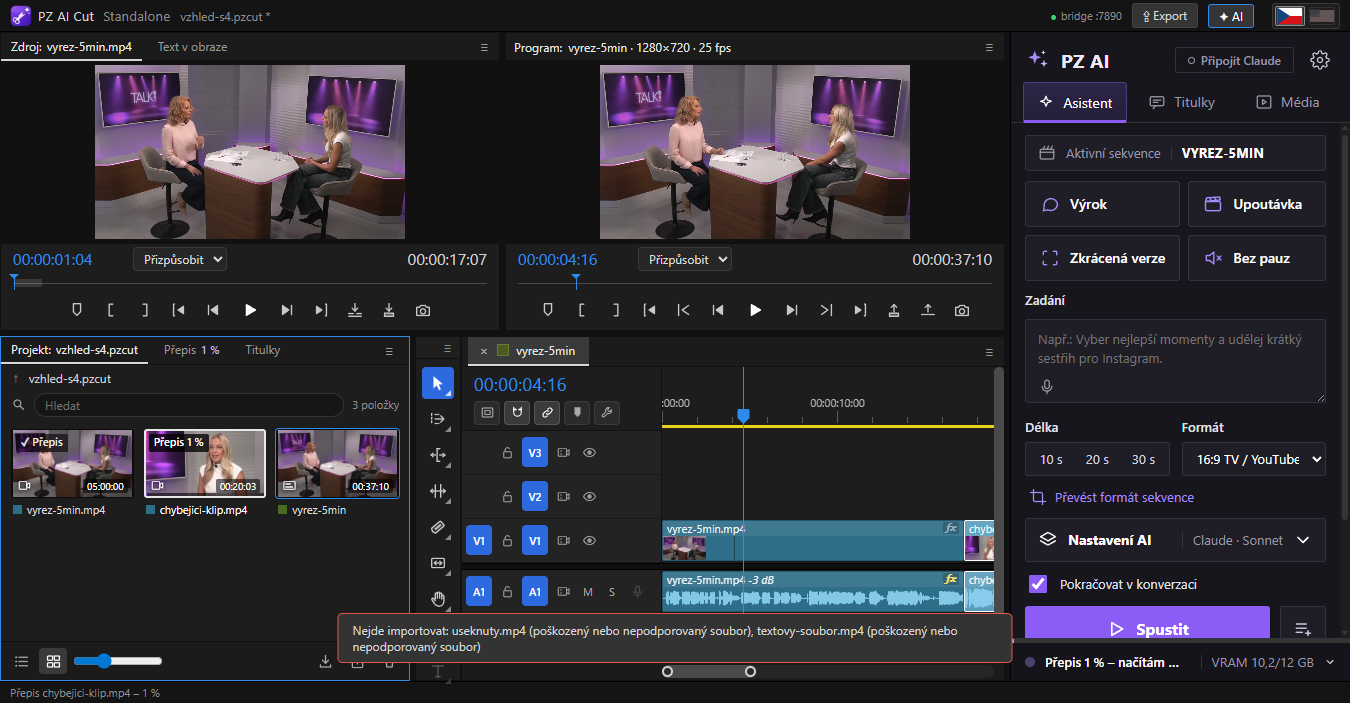 PZ AI Cut Standalone vzhled-s4.pzcut *
bridge :7890 Export AI
Zdroj: vyrez-5min.mp4 Text v obraze
Program: vyrez-5min · 1280×720 · 25 fps
TALK!
TALK!
00:00:01:04 Přizpůsobit 00:00:17:07
00:00:04:16 Přizpůsobit 00:00:37:10
Projekt: vzhled-s4.pzcut Přepis 1 % Titulky
vzhled-s4.pzcut
Hledat 3 položky
Přepis
05:00:00
vyrez-5min.mp4
Přepis 1 %
00:20:03
chybejici-klip.mp4
00:37:10
vyrez-5min
Přepis chybejici-klip.mp4 – 1 %
× vyrez-5min
00:00:04:16
:00:00 00:00:10:00
V3
V2
V1 V1
vyrez-5min.mp4 fx chyb
A1 A1 M S
vyrez-5min.mp4 -3 dB fx chybe
Nejde importovat: useknuty.mp4 (poškozený nebo nepodporovaný soubor), textovy-soubor.mp4 (poškozený nebo
nepodporovaný soubor)
PZ AI Připojit Claude
Asistent Titulky Média
Aktivní sekvence VYREZ-5MIN
Výrok Upoutávka
Zkrácená verze Bez pauz
Zadání
Např.: Vyber nejlepší momenty a udělej krátký
sestřih pro Instagram.
Délka Formát
10 s 20 s 30 s 16:9 TV / YouTube
Převést formát sekvence
Nastavení AI Claude · Sonnet
Pokračovat v konverzaci
Spustit
Přepis 1 % – načítám ... VRAM 10,2/12 GB